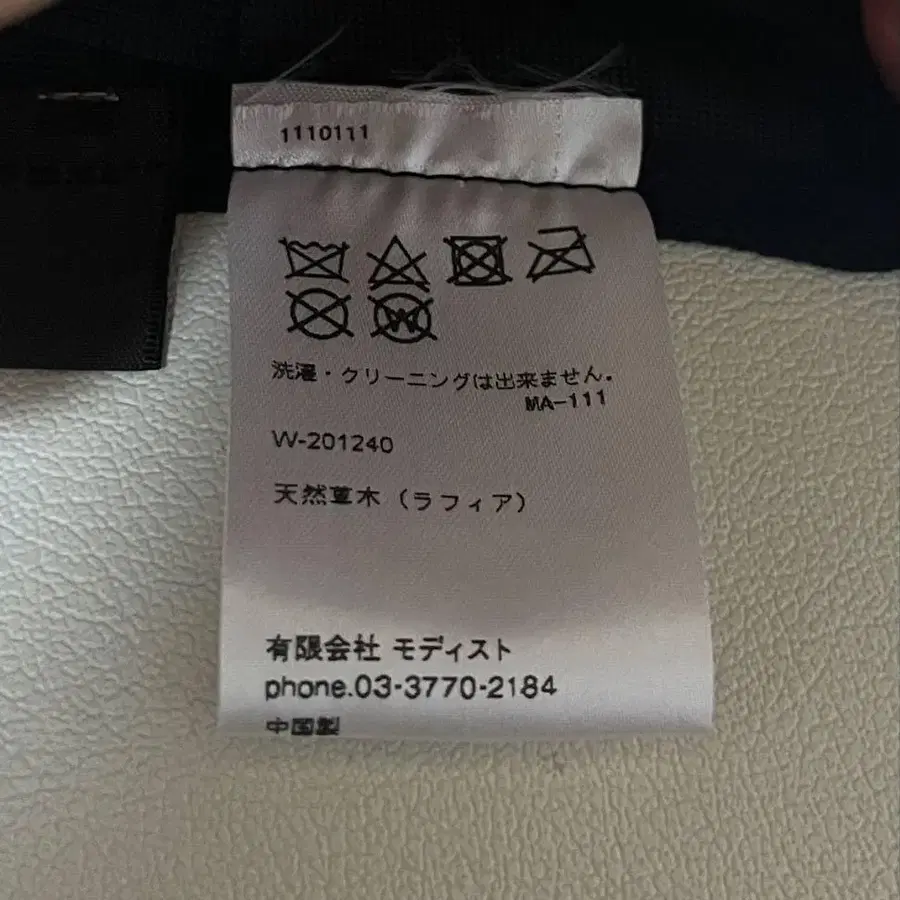 1110111
洗濯・クリーニングは出来ません。
MA-111
W-201240
天然草木（ラフィア）
有限会社 モディスト
phone.03-3770-2184
中国製